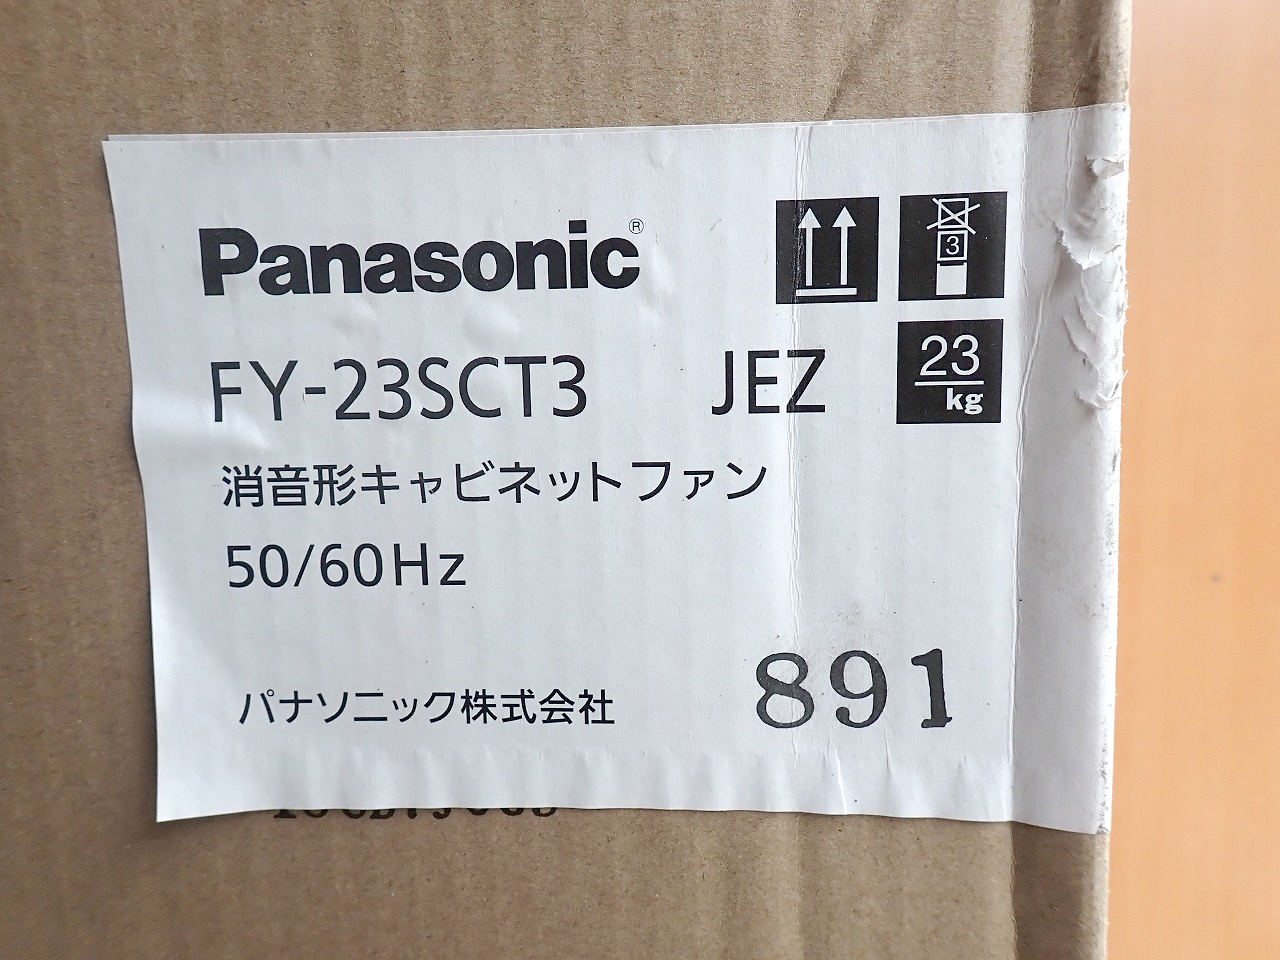 Panasonic®
3
FY-23SCT3 JEZ
23
kg
消音形キャビネットファン
50/60Hz
パナソニック株式会社
891